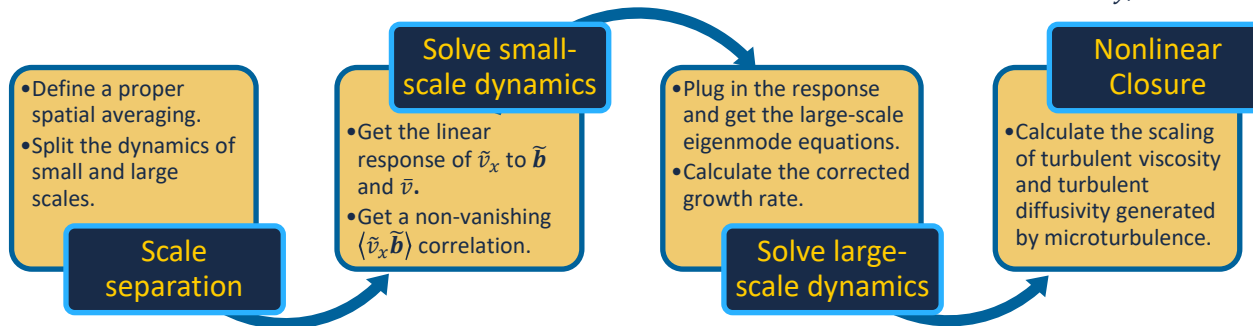 •Define a proper
spatial averaging.
•Split the dynamics of
small and large
scales.
Scale
separation
Solve small-
scale dynamics
•Get the linear
response of ṽₓ to b̃
and v̄.
•Get a non-vanishing
⟨ṽₓb̃⟩ correlation.
•Plug in the response
and get the large-scale
eigenmode equations.
•Calculate the corrected
growth rate.
Solve large-
scale dynamics
Nonlinear
Closure
•Calculate the scaling
of turbulent viscosity
and turbulent
diffusivity generated
by microturbulence.